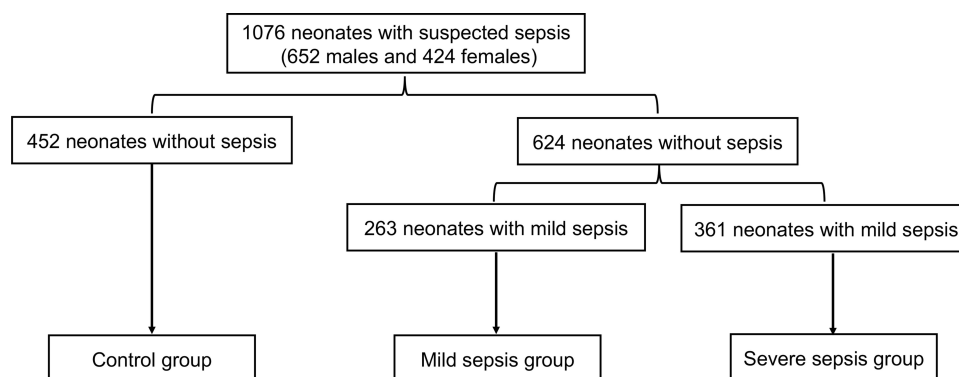 1076 neonates with suspected sepsis
(652 males and 424 females)
452 neonates without sepsis
624 neonates without sepsis
263 neonates with mild sepsis
361 neonates with mild sepsis
Control group
Mild sepsis group
Severe sepsis group